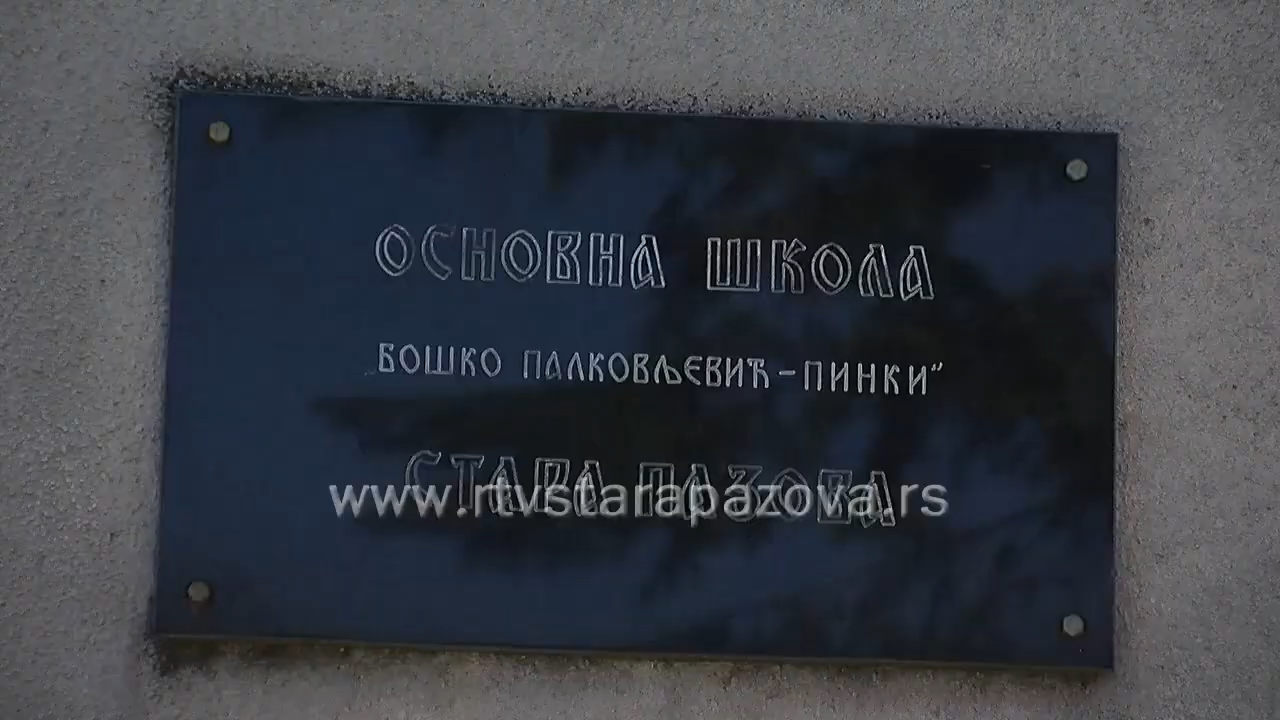 ОСНОВНА ШКОЛА
„БОШКО ПАЛКОВЉЕВИЋ-ПИНКИ”
СТАРА ПАЗОВА
www.rtvstarapazova.rs